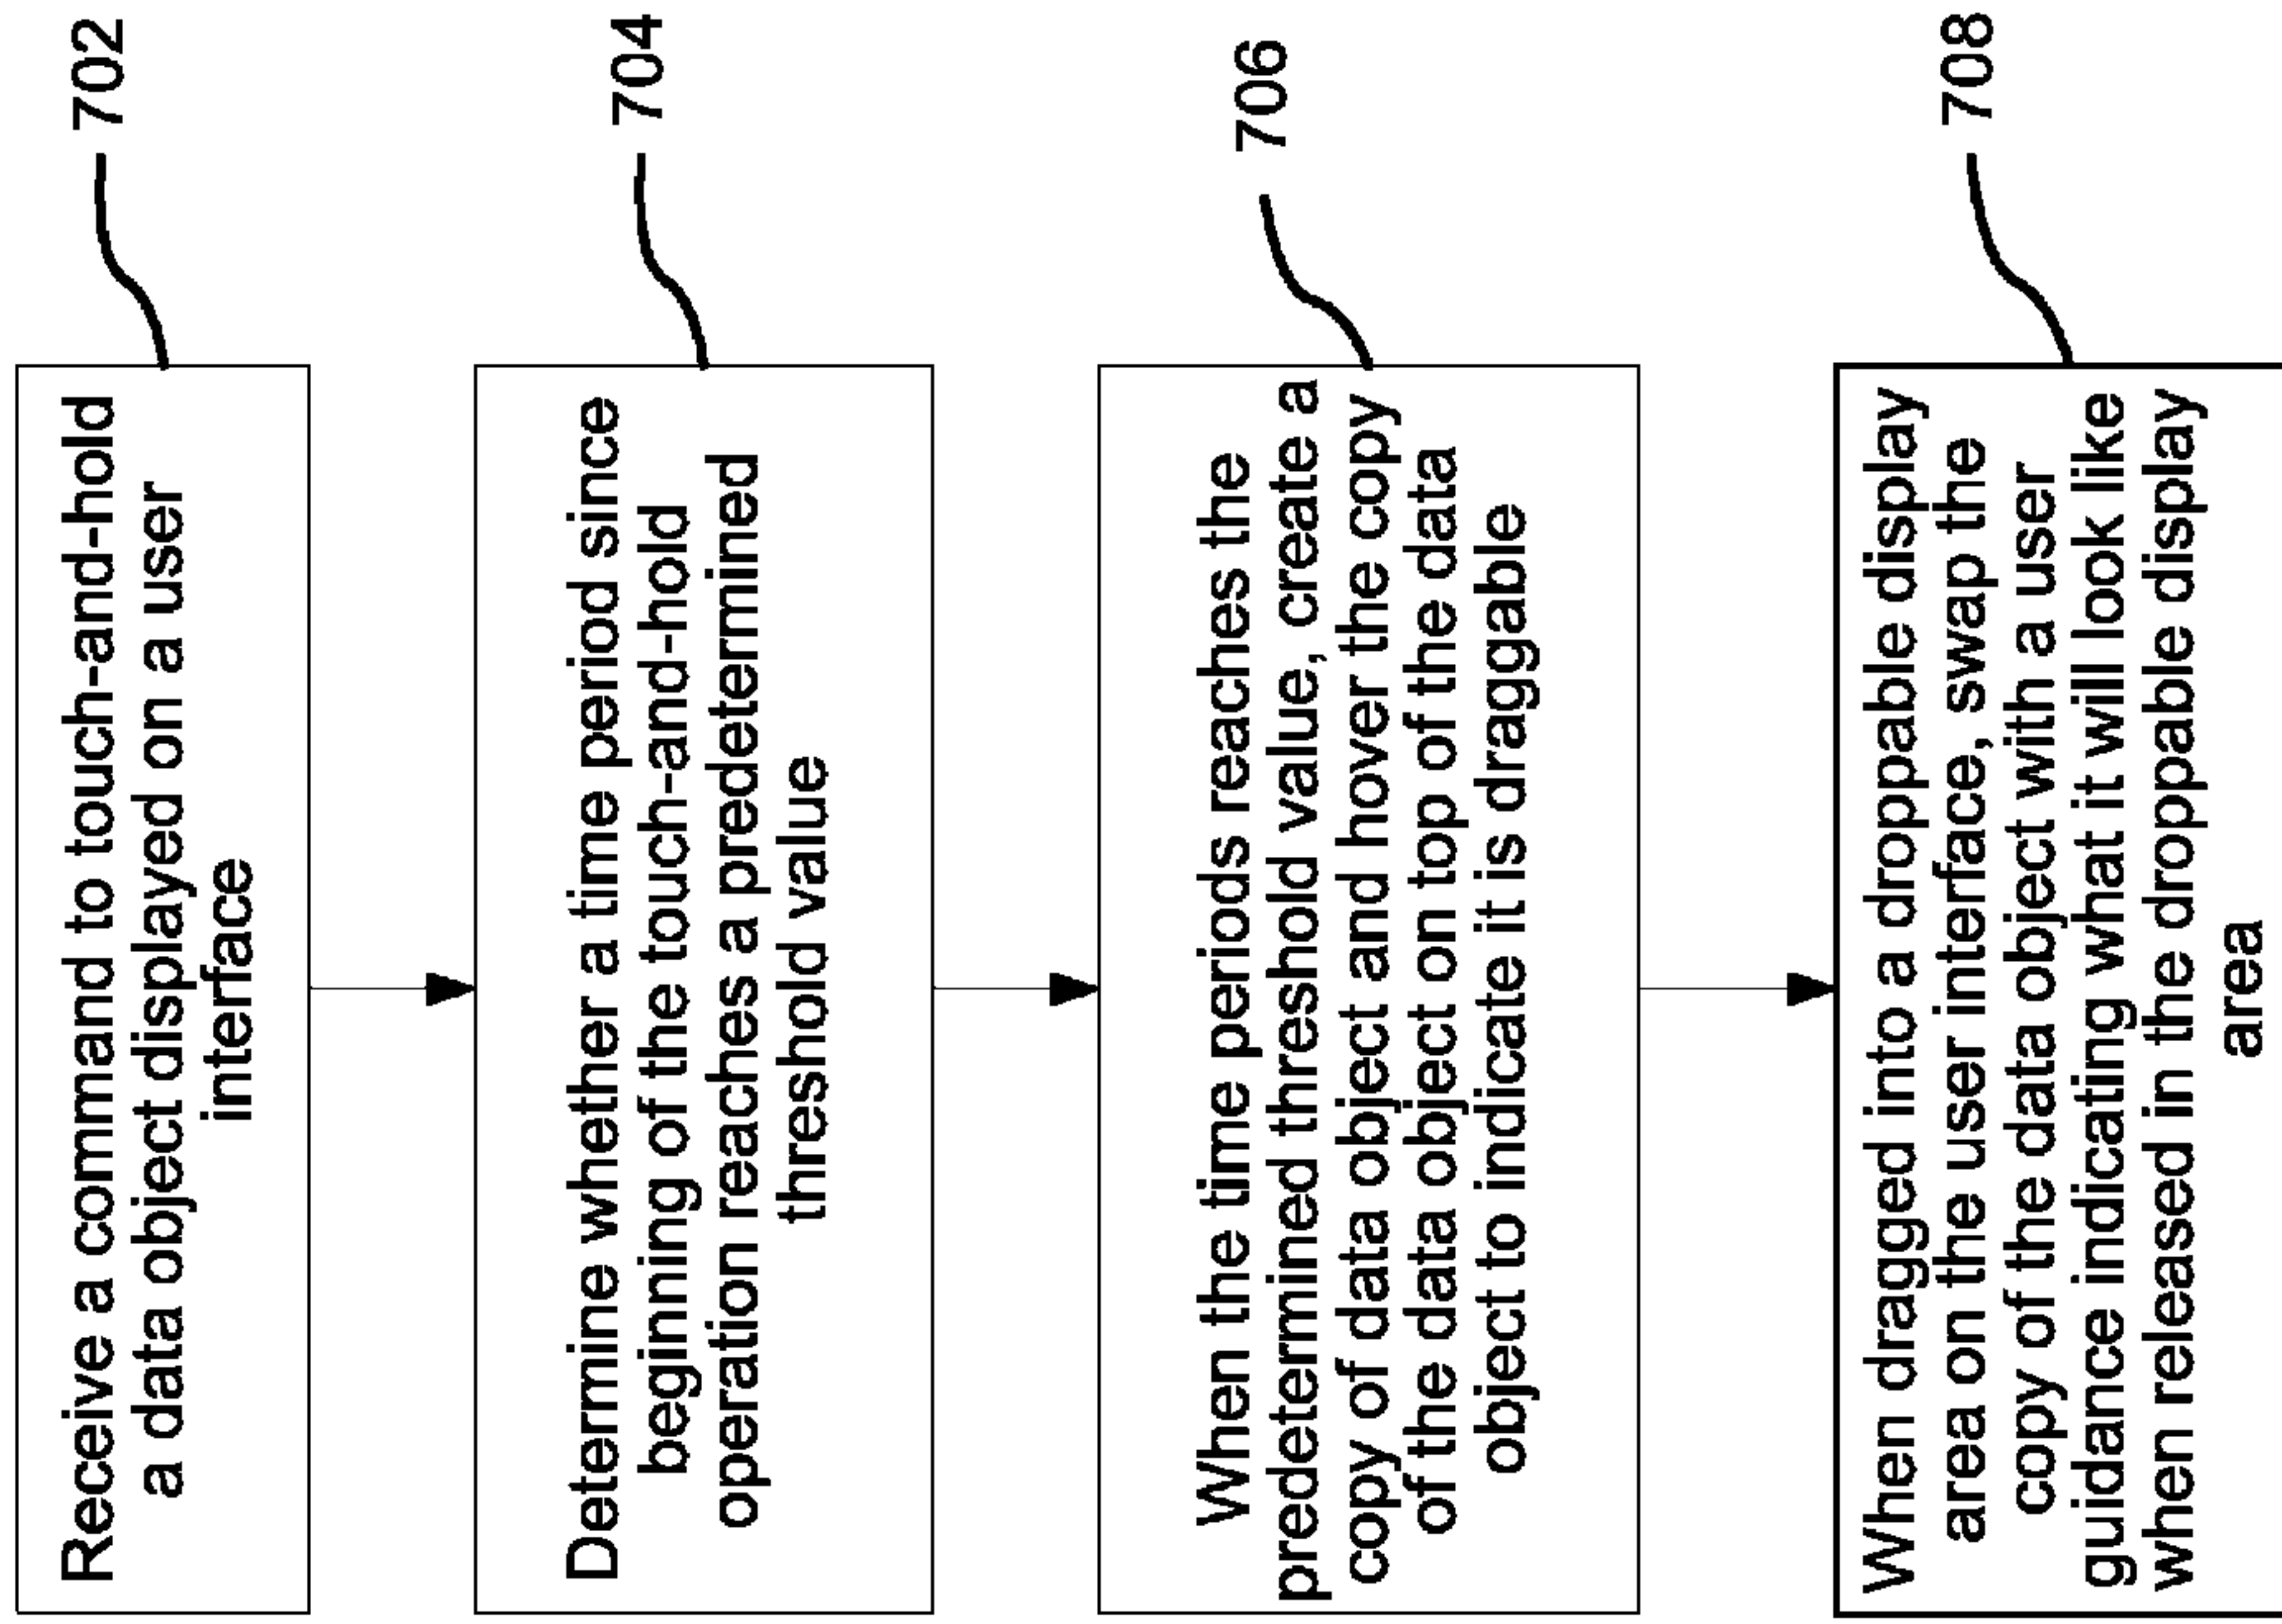 702
Receive a command to touch-and-hold
a data object displayed on a user
interface
704
Determine whether a time period since
beginning of the touch-and-hold
operation reaches a predetermined
threshold value
706
When the time periods reaches the
predetermined threshold value, create a
copy of data object and hover the copy
of the data object on top of the data
object to indicate it is draggable
708
When dragged into a droppable display
area on the user interface, swap the
copy of the data object with a user
guidance indicating what it will look like
when released in the droppable display
area